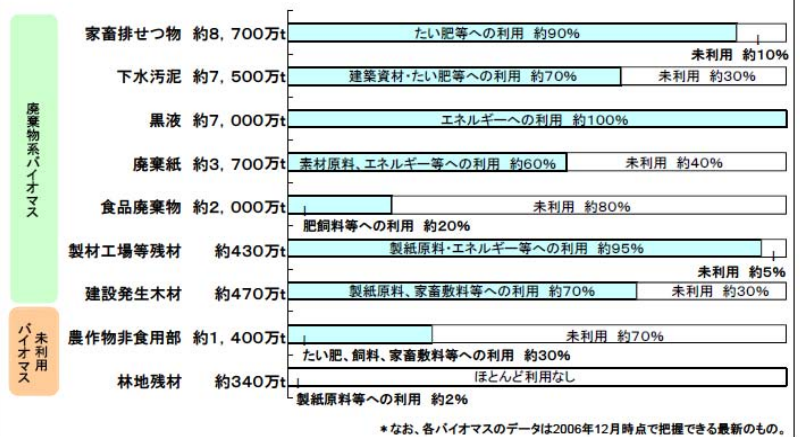 廃棄物系バイオマス
家畜排せつ物 約8,700万t たい肥等への利用 約90%
未利用 約10%
下水汚泥 約7,500万t 建築資材・たい肥等への利用 約70% 未利用 約30%
黒液 約7,000万t エネルギーへの利用 約100%
廃棄紙 約3,700万t 素材原料、エネルギー等への利用 約60% 未利用 約40%
食品廃棄物 約2,000万t 未利用 約80%
肥飼料等への利用 約20%
製材工場等残材 約430万t 製紙原料・エネルギー等への利用 約95%
未利用 約5%
建設発生木材 約470万t 製紙原料、家畜敷料等への利用 約70% 未利用 約30%
未利用
バイオマス
農作物非食用部 約1,400万t 未利用 約70%
たい肥、飼料、家畜敷料等への利用 約30%
林地残材 約340万t ほとんど利用なし
製紙原料等への利用 約2%
*なお、各バイオマスのデータは2006年12月時点で把握できる最新のもの。